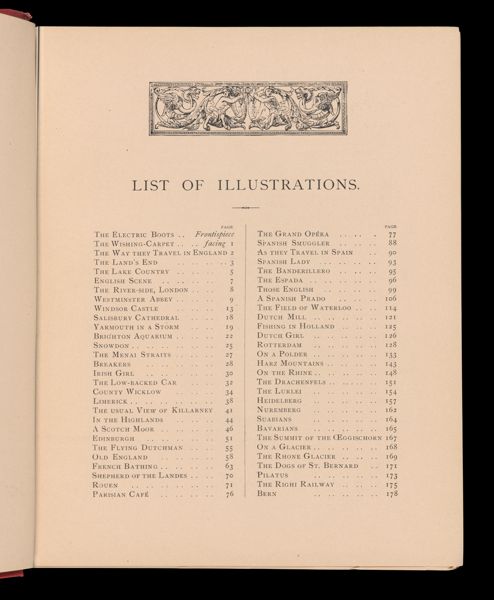 LIST OF ILLUSTRATIONS.
PAGE
THE ELECTRIC BOOTS .. Frontispiece
THE WISHING-CARPET .. .. facing 1
THE WAY THEY TRAVEL IN ENGLAND 2
THE LAND'S END .. .. .. .. 3
THE LAKE COUNTRY .. .. .. 5
ENGLISH SCENE .. .. .. .. 7
THE RIVER-SIDE, LONDON .. .. 8
WESTMINSTER ABBEY .. .. .. 9
WINDSOR CASTLE .. .. .. 13
SALISBURY CATHEDRAL .. .. 18
YARMOUTH IN A STORM .. .. 19
BRIGHTON AQUARIUM .. .. .. 22
SNOWDON .. .. .. .. .. 25
THE MENAI STRAITS .. .. .. 27
BREAKERS .. .. .. .. .. 28
IRISH GIRL .. .. .. .. 30
THE LOW-BACKED CAR .. .. 32
COUNTY WICKLOW .. .. .. 34
LIMERICK .. .. .. .. .. 38
THE USUAL VIEW OF KILLARNEY 41
IN THE HIGHLANDS .. .. .. 44
A SCOTCH MOOR .. .. .. 46
EDINBURGH .. .. .. .. 51
THE FLYING DUTCHMAN .. .. 55
OLD ENGLAND .. .. .. .. 58
FRENCH BATHING .. .. .. .. 63
SHEPHERD OF THE LANDES .. .. 70
ROUEN .. .. .. .. .. 71
PARISIAN CAFÉ .. .. .. .. 76
PAGE
THE GRAND OPÉRA .. .. .. 77
SPANISH SMUGGLER .. .. .. 88
AS THEY TRAVEL IN SPAIN .. 90
SPANISH LADY .. .. .. .. 93
THE BANDERILLERO .. .. .. 95
THE ESPADA .. .. .. .. 96
THOSE ENGLISH .. .. .. .. 99
A SPANISH PRADO .. .. .. 106
THE FIELD OF WATERLOO .. .. 114
DUTCH MILL .. .. .. .. 121
FISHING IN HOLLAND .. .. .. 125
DUTCH GIRL .. .. .. .. 126
ROTTERDAM .. .. .. .. 128
ON A POLDER .. .. .. .. 133
HARZ MOUNTAINS .. .. .. .. 143
ON THE RHINE .. .. .. .. 148
THE DRACHENFELS .. .. .. 151
THE LURLEI .. .. .. .. 154
HEIDELBERG .. .. .. .. 157
NUREMBERG .. .. .. .. 162
SUABIANS .. .. .. .. 164
BAVARIANS .. .. .. .. 165
THE SUMMIT OF THE ŒGGISCHORN 167
ON A GLACIER .. .. .. .. 168
THE RHONE GLACIER .. .. .. 169
THE DOGS OF ST. BERNARD .. 171
PILATUS .. .. .. .. 173
THE RIGHI RAILWAY .. .. .. 175
BERN .. .. .. .. .. 178